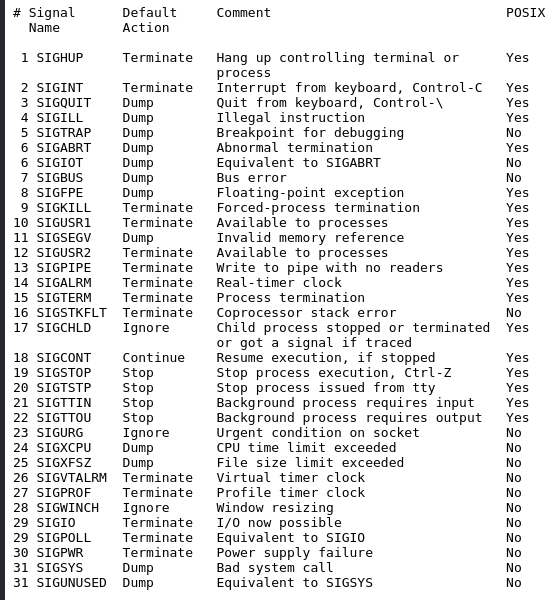 # Signal      Default      Comment                              POSIX
  Name        Action
 1 SIGHUP     Terminate   Hang up controlling terminal or      Yes
                          process
 2 SIGINT     Terminate   Interrupt from keyboard, Control-C   Yes
 3 SIGQUIT    Dump        Quit from keyboard, Control-\        Yes
 4 SIGILL     Dump        Illegal instruction                  Yes
 5 SIGTRAP    Dump        Breakpoint for debugging             No
 6 SIGABRT    Dump        Abnormal termination                 Yes
 6 SIGIOT     Dump        Equivalent to SIGABRT                No
 7 SIGBUS     Dump        Bus error                            No
 8 SIGFPE     Dump        Floating-point exception             Yes
 9 SIGKILL    Terminate   Forced-process termination           Yes
10 SIGUSR1    Terminate   Available to processes               Yes
11 SIGSEGV    Dump        Invalid memory reference             Yes
12 SIGUSR2    Terminate   Available to processes               Yes
13 SIGPIPE    Terminate   Write to pipe with no readers        Yes
14 SIGALRM    Terminate   Real-timer clock                     Yes
15 SIGTERM    Terminate   Process termination                  Yes
16 SIGSTKFLT  Terminate   Coprocessor stack error              No
17 SIGCHLD    Ignore      Child process stopped or terminated  Yes
                          or got a signal if traced
18 SIGCONT    Continue    Resume execution, if stopped         Yes
19 SIGSTOP    Stop        Stop process execution, Ctrl-Z       Yes
20 SIGTSTP    Stop        Stop process issued from tty         Yes
21 SIGTTIN    Stop        Background process requires input    Yes
22 SIGTTOU    Stop        Background process requires output   Yes
23 SIGURG     Ignore      Urgent condition on socket           No
24 SIGXCPU    Dump        CPU time limit exceeded              No
25 SIGXFSZ    Dump        File size limit exceeded             No
26 SIGVTALRM  Terminate   Virtual timer clock                  No
27 SIGPROF    Terminate   Profile timer clock                  No
28 SIGWINCH   Ignore      Window resizing                      No
29 SIGIO      Terminate   I/O now possible                     No
29 SIGPOLL    Terminate   Equivalent to SIGIO                  No
30 SIGPWR     Terminate   Power supply failure                 No
31 SIGSYS     Dump        Bad system call                      No
31 SIGUNUSED  Dump        Equivalent to SIGSYS                 No